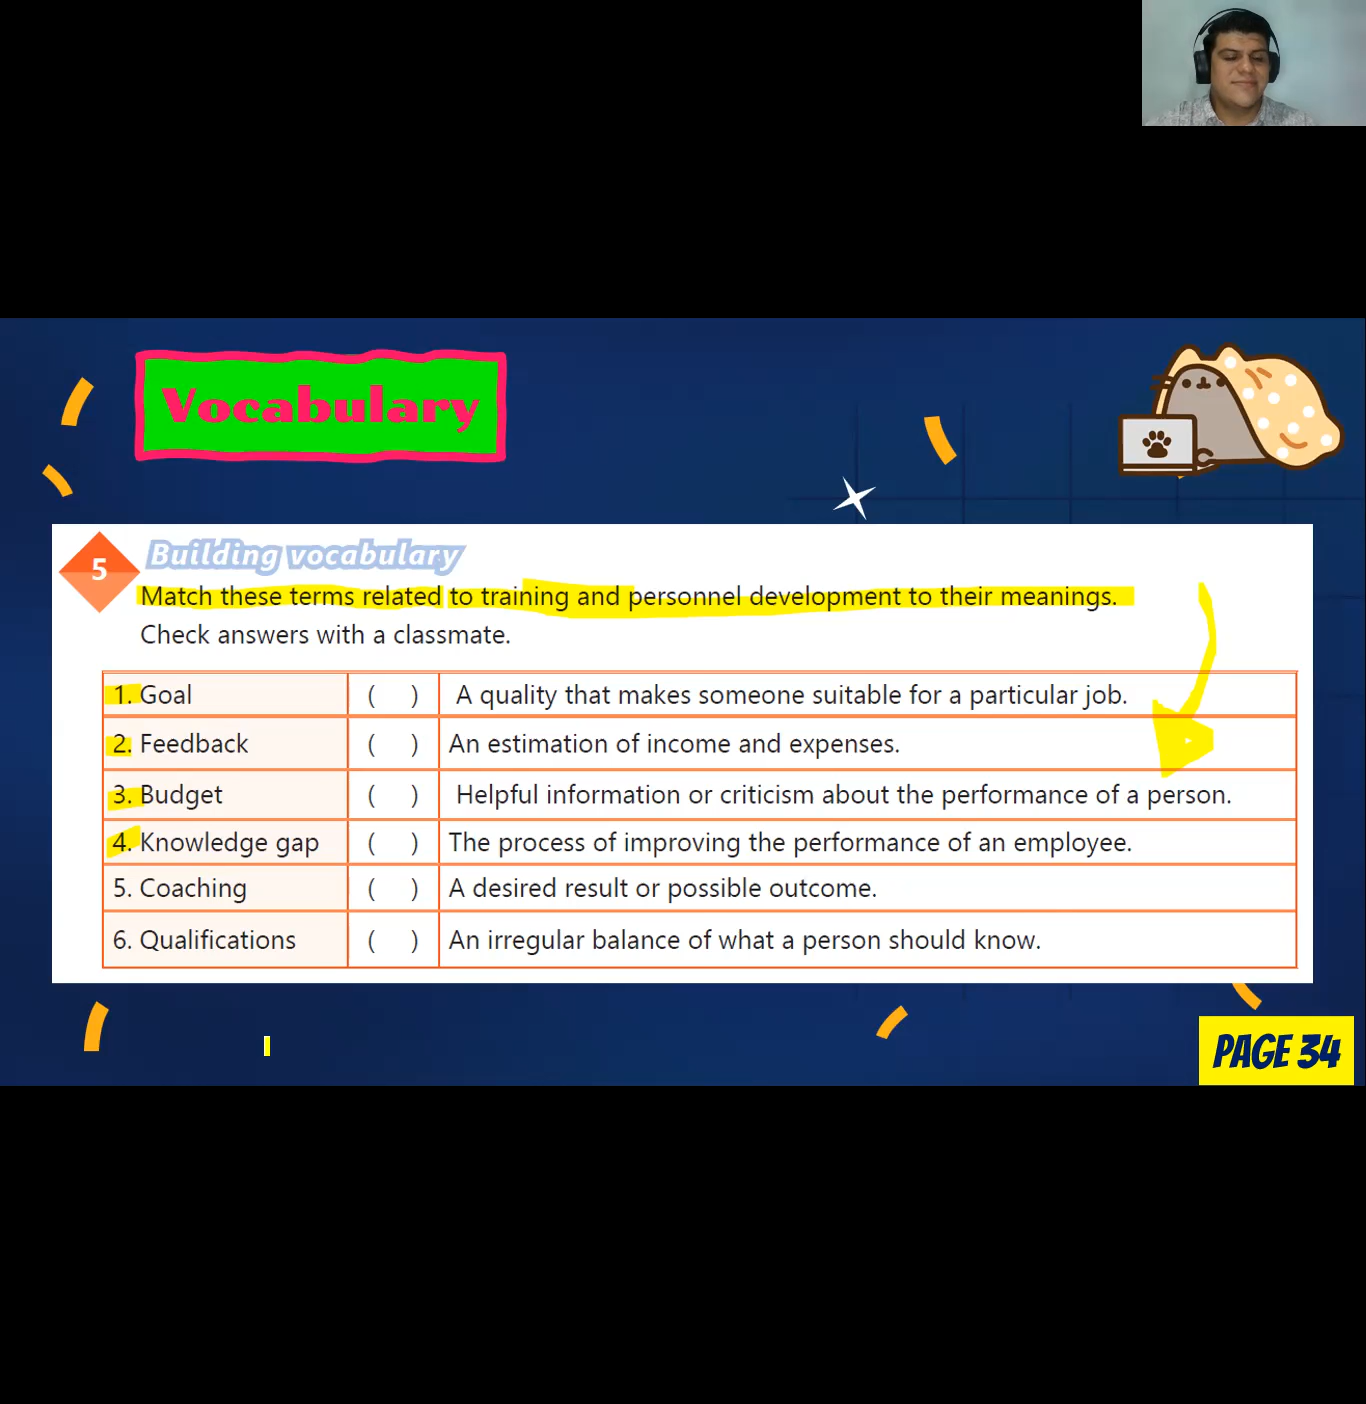 Vocabulary
5 Building vocabulary
Match these terms related to training and personnel development to their meanings.
Check answers with a classmate.
1. Goal ( ) A quality that makes someone suitable for a particular job.
2. Feedback ( ) An estimation of income and expenses.
3. Budget ( ) Helpful information or criticism about the performance of a person.
4. Knowledge gap ( ) The process of improving the performance of an employee.
5. Coaching ( ) A desired result or possible outcome.
6. Qualifications ( ) An irregular balance of what a person should know.
PAGE 34